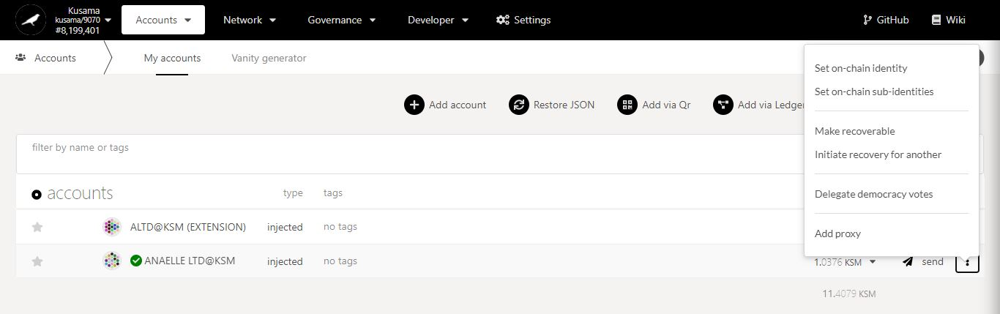 Kusama
kusama/9070
#8,199,401
Accounts
Network
Governance
Developer
Settings
GitHub
Wiki
Accounts
My accounts
Vanity generator
Set on-chain identity
Set on-chain sub-identities
Make recoverable
Initiate recovery for another
Delegate democracy votes
Add proxy
Add account
Restore JSON
Add via Qr
Add via Ledger
filter by name or tags
accounts type tags
ALTD@KSM (EXTENSION) injected no tags
ANAELLE LTD@KSM injected no tags 1.0376 KSM send
11.4079 KSM